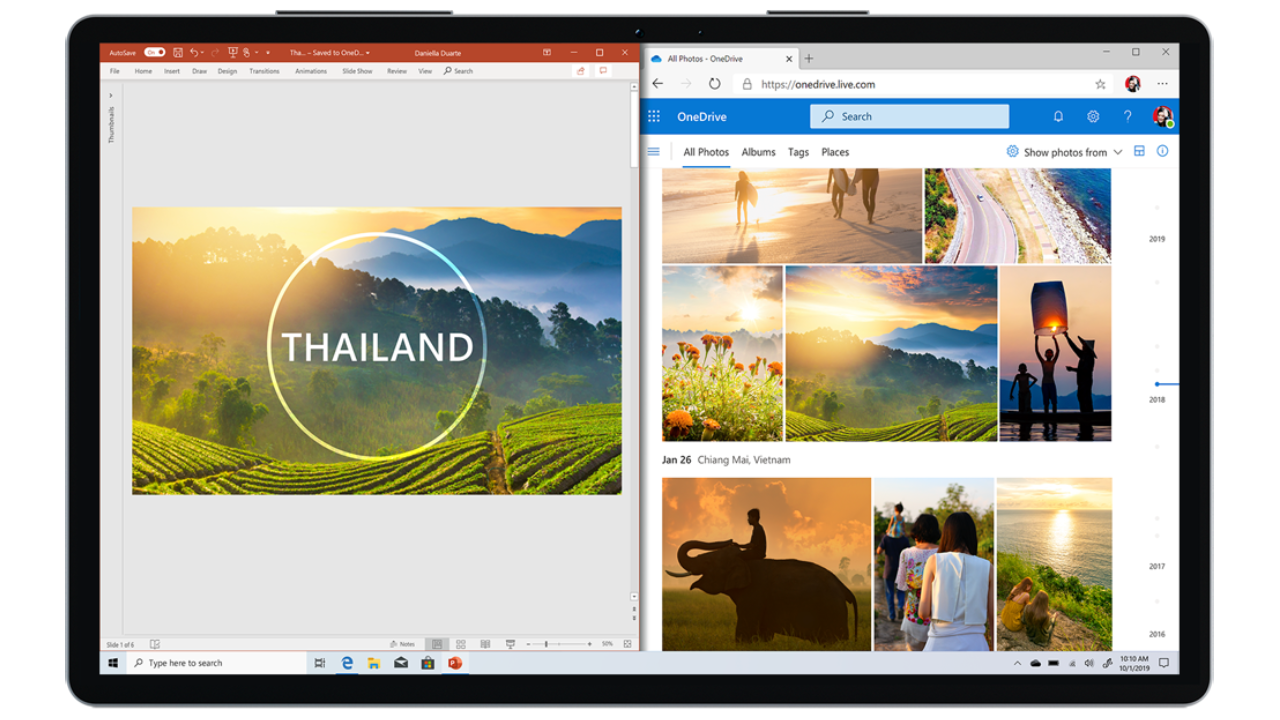 AutoSave On Tha... – Saved to OneD... Daniella Duarte
File Home Insert Draw Design Transitions Animations Slide Show Review View Search
Thumbnails
THAILAND
Slide 1 of 6 Notes 50%
Type here to search
All Photos - OneDrive
https://onedrive.live.com
OneDrive Search
All Photos Albums Tags Places Show photos from
2019
2018
Jan 26 Chiang Mai, Vietnam
2017
2016
10:10 AM
10/1/2019